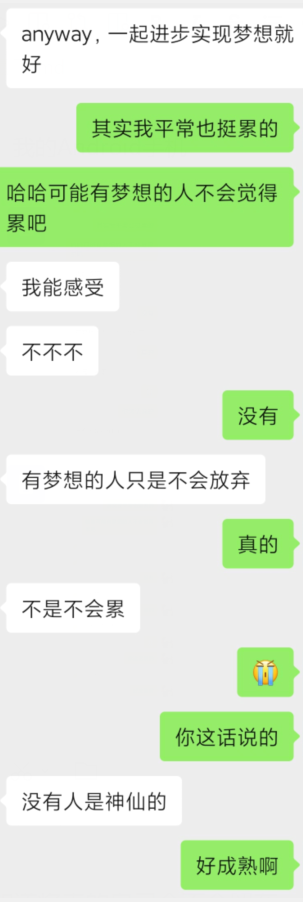 anyway，一起进步实现梦想就
好
其实我平常也挺累的
哈哈可能有梦想的人不会觉得
累吧
我能感受
不不不
没有
有梦想的人只是不会放弃
真的
不是不会累
😭
你这话说的
没有人是神仙的
好成熟啊